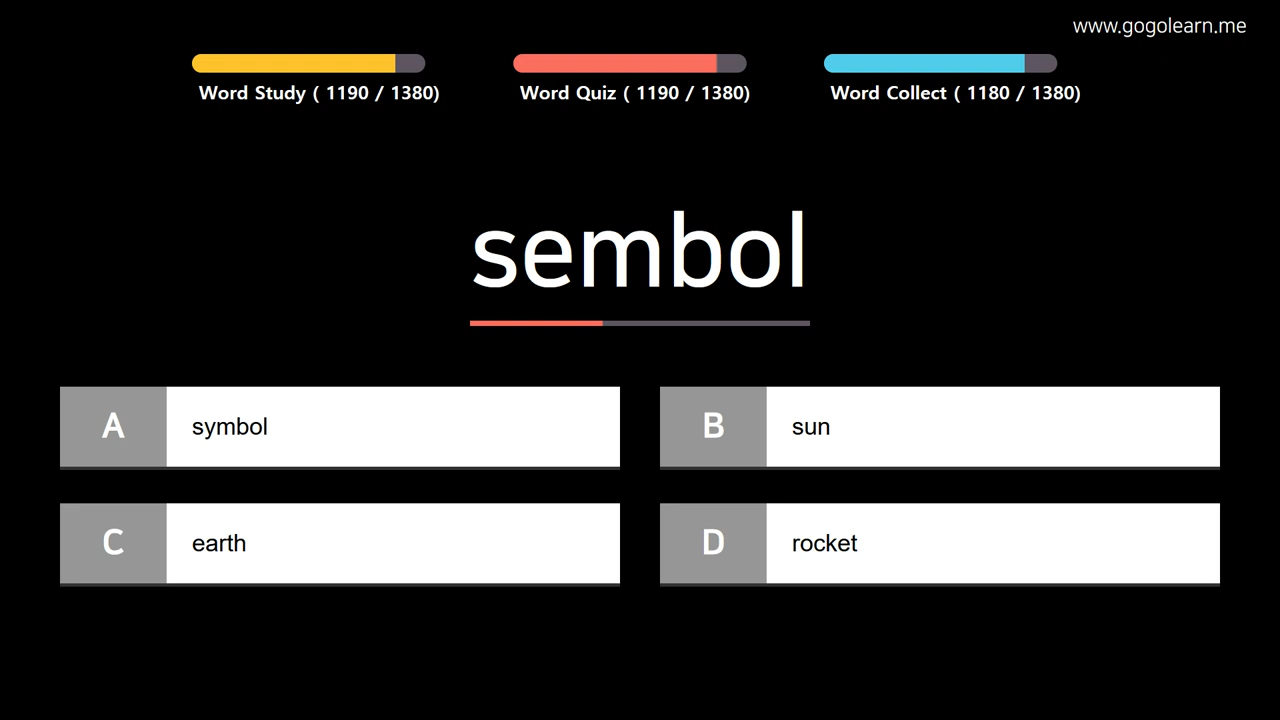 www.gogolearn.me
Word Study ( 1190 / 1380)
Word Quiz ( 1190 / 1380)
Word Collect ( 1180 / 1380)
sembol
A symbol
B sun
C earth
D rocket